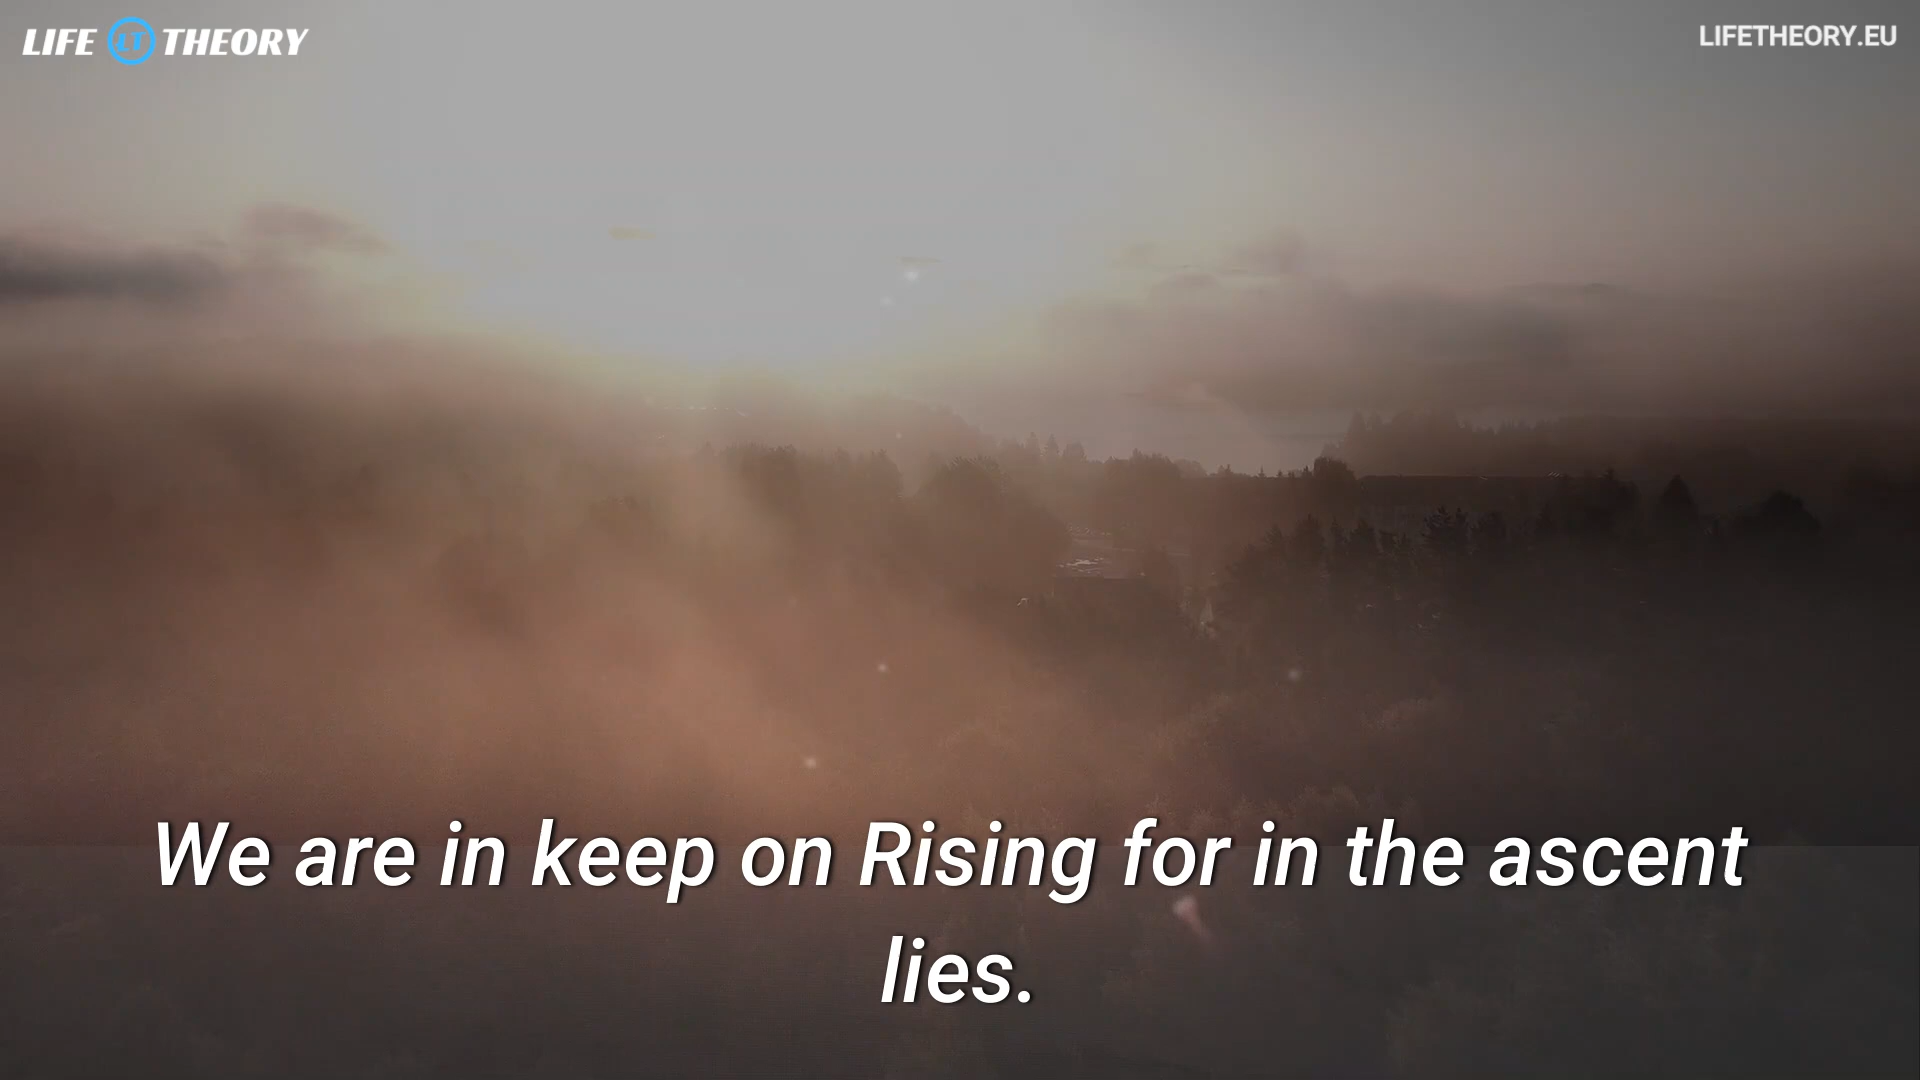 LIFE LT THEORY
LIFETHEORY.EU
We are in keep on Rising for in the ascent
lies.